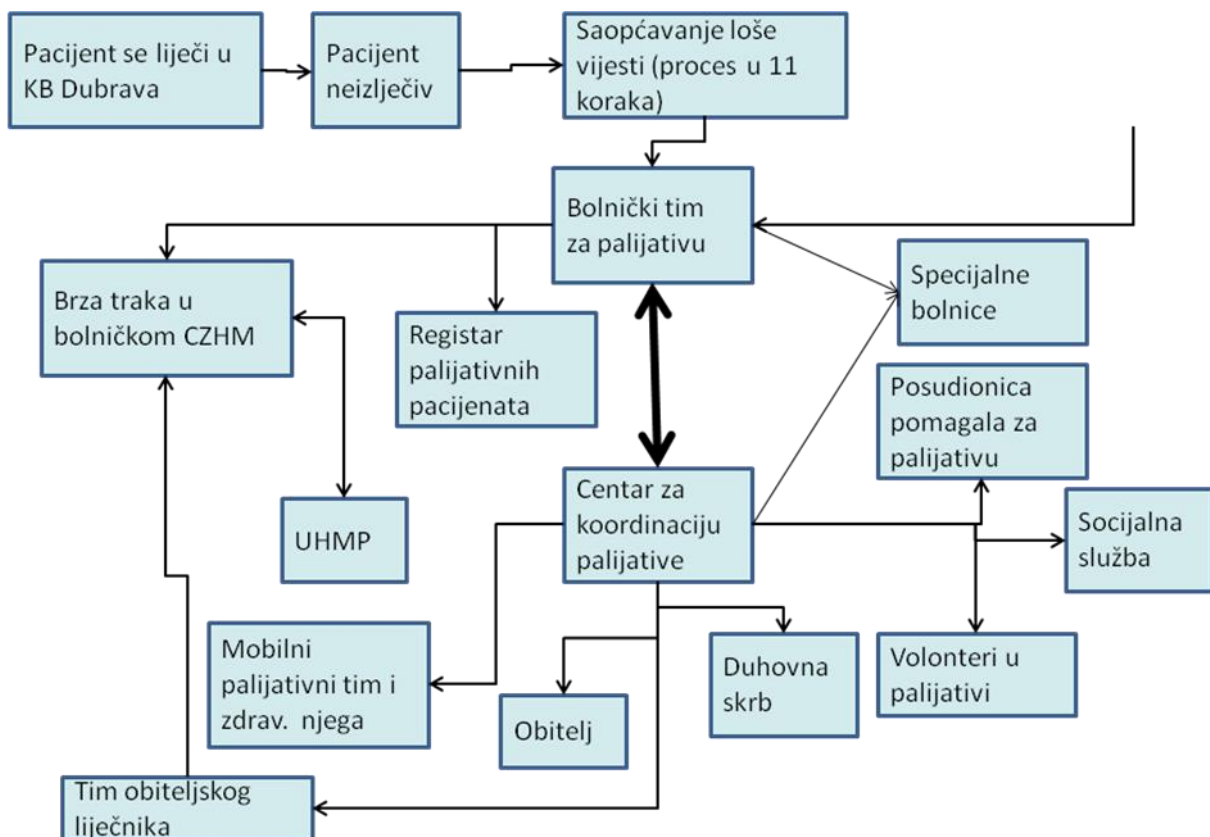 Pacijent se liječi u
KB Dubrava
Pacijent
neizlječiv
Saopćavanje loše
vijesti (proces u 11
koraka)
Bolnički tim
za palijativu
Specijalne
bolnice
Brza traka u
bolničkom CZHM
Registar
palijativnih
pacijenata
Posudionica
pomagala za
palijativu
Centar za
koordinaciju
palijative
UHMP
Socijalna
služba
Mobilni
palijativni tim i
zdrav. njega
Obitelj
Duhovna
skrb
Volonteri u
palijativi
Tim obiteljskog
liječnika